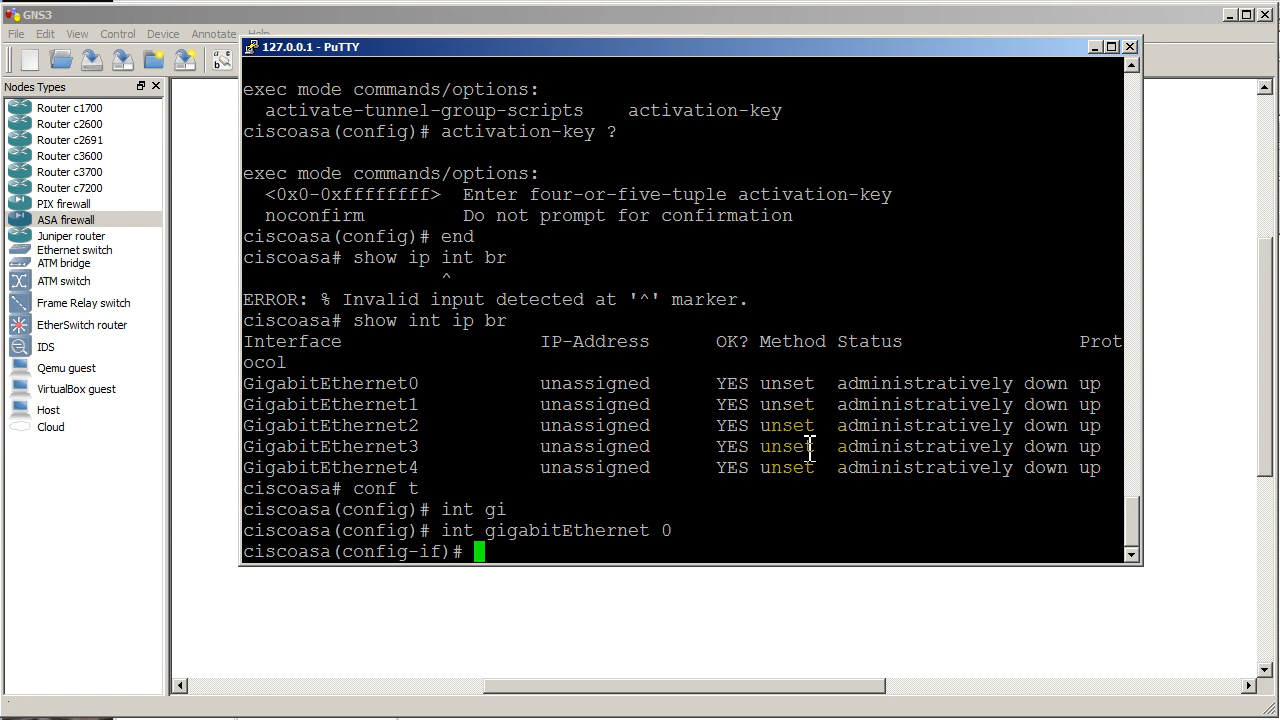 GNS3
File Edit View Control Device Annotate Help
127.0.0.1 - PuTTY
Nodes Types
Router c1700
Router c2600
Router c2691
Router c3600
Router c3700
Router c7200
PIX firewall
ASA firewall
Juniper router
Ethernet switch
ATM bridge
ATM switch
Frame Relay switch
EtherSwitch router
IDS
Qemu guest
VirtualBox guest
Host
Cloud
exec mode commands/options:
activate-tunnel-group-scripts activation-key
ciscoasa(config)# activation-key ?
exec mode commands/options:
<0x0-0xffffffff> Enter four-or-five-tuple activation-key
noconfirm Do not prompt for confirmation
ciscoasa(config)# end
ciscoasa# show ip int br
^
ERROR: % Invalid input detected at '^' marker.
ciscoasa# show int ip br
Interface IP-Address OK? Method Status Prot
ocol
GigabitEthernet0 unassigned YES unset administratively down up
GigabitEthernet1 unassigned YES unset administratively down up
GigabitEthernet2 unassigned YES unset administratively down up
GigabitEthernet3 unassigned YES unset administratively down up
GigabitEthernet4 unassigned YES unset administratively down up
ciscoasa# conf t
ciscoasa(config)# int gi
ciscoasa(config)# int gigabitEthernet 0
ciscoasa(config-if)#